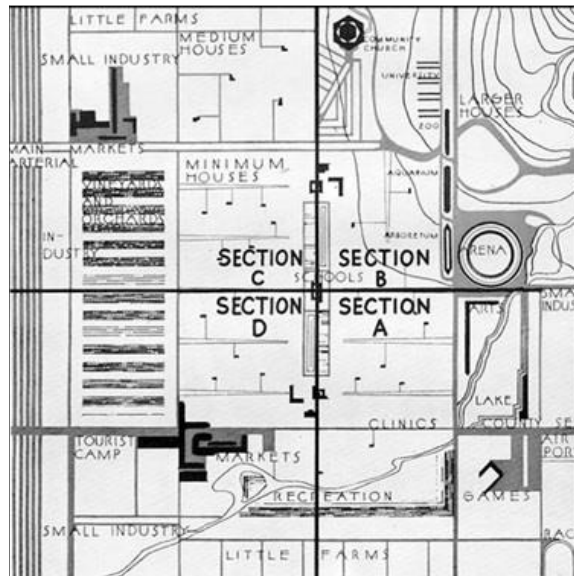 LITTLE FARMS
MEDIUM
HOUSES
COMMUNITY
CHURCH
SMALL INDUSTRY
UNIVERSITY
LARGER
HOUSES
ZOO
MAIN
ARTERIAL
MARKETS
MINIMUM
HOUSES
AQUARIUM
VINEYARDS
AND
ORCHARDS
IN-
DUSTRY
ARBORETUM
ARENA
SECTION
C
SECTION
B
SCHOOLS
SECTION
D
SECTION
A
SMA
INDUS
ARTS
LAKE
CLINICS
COUNTY SE
TOURIST
CAMP
MARKETS
AIR
PORT
RECREATION
GAMES
SMALL INDUSTRY
LITTLE FARMS
RAC